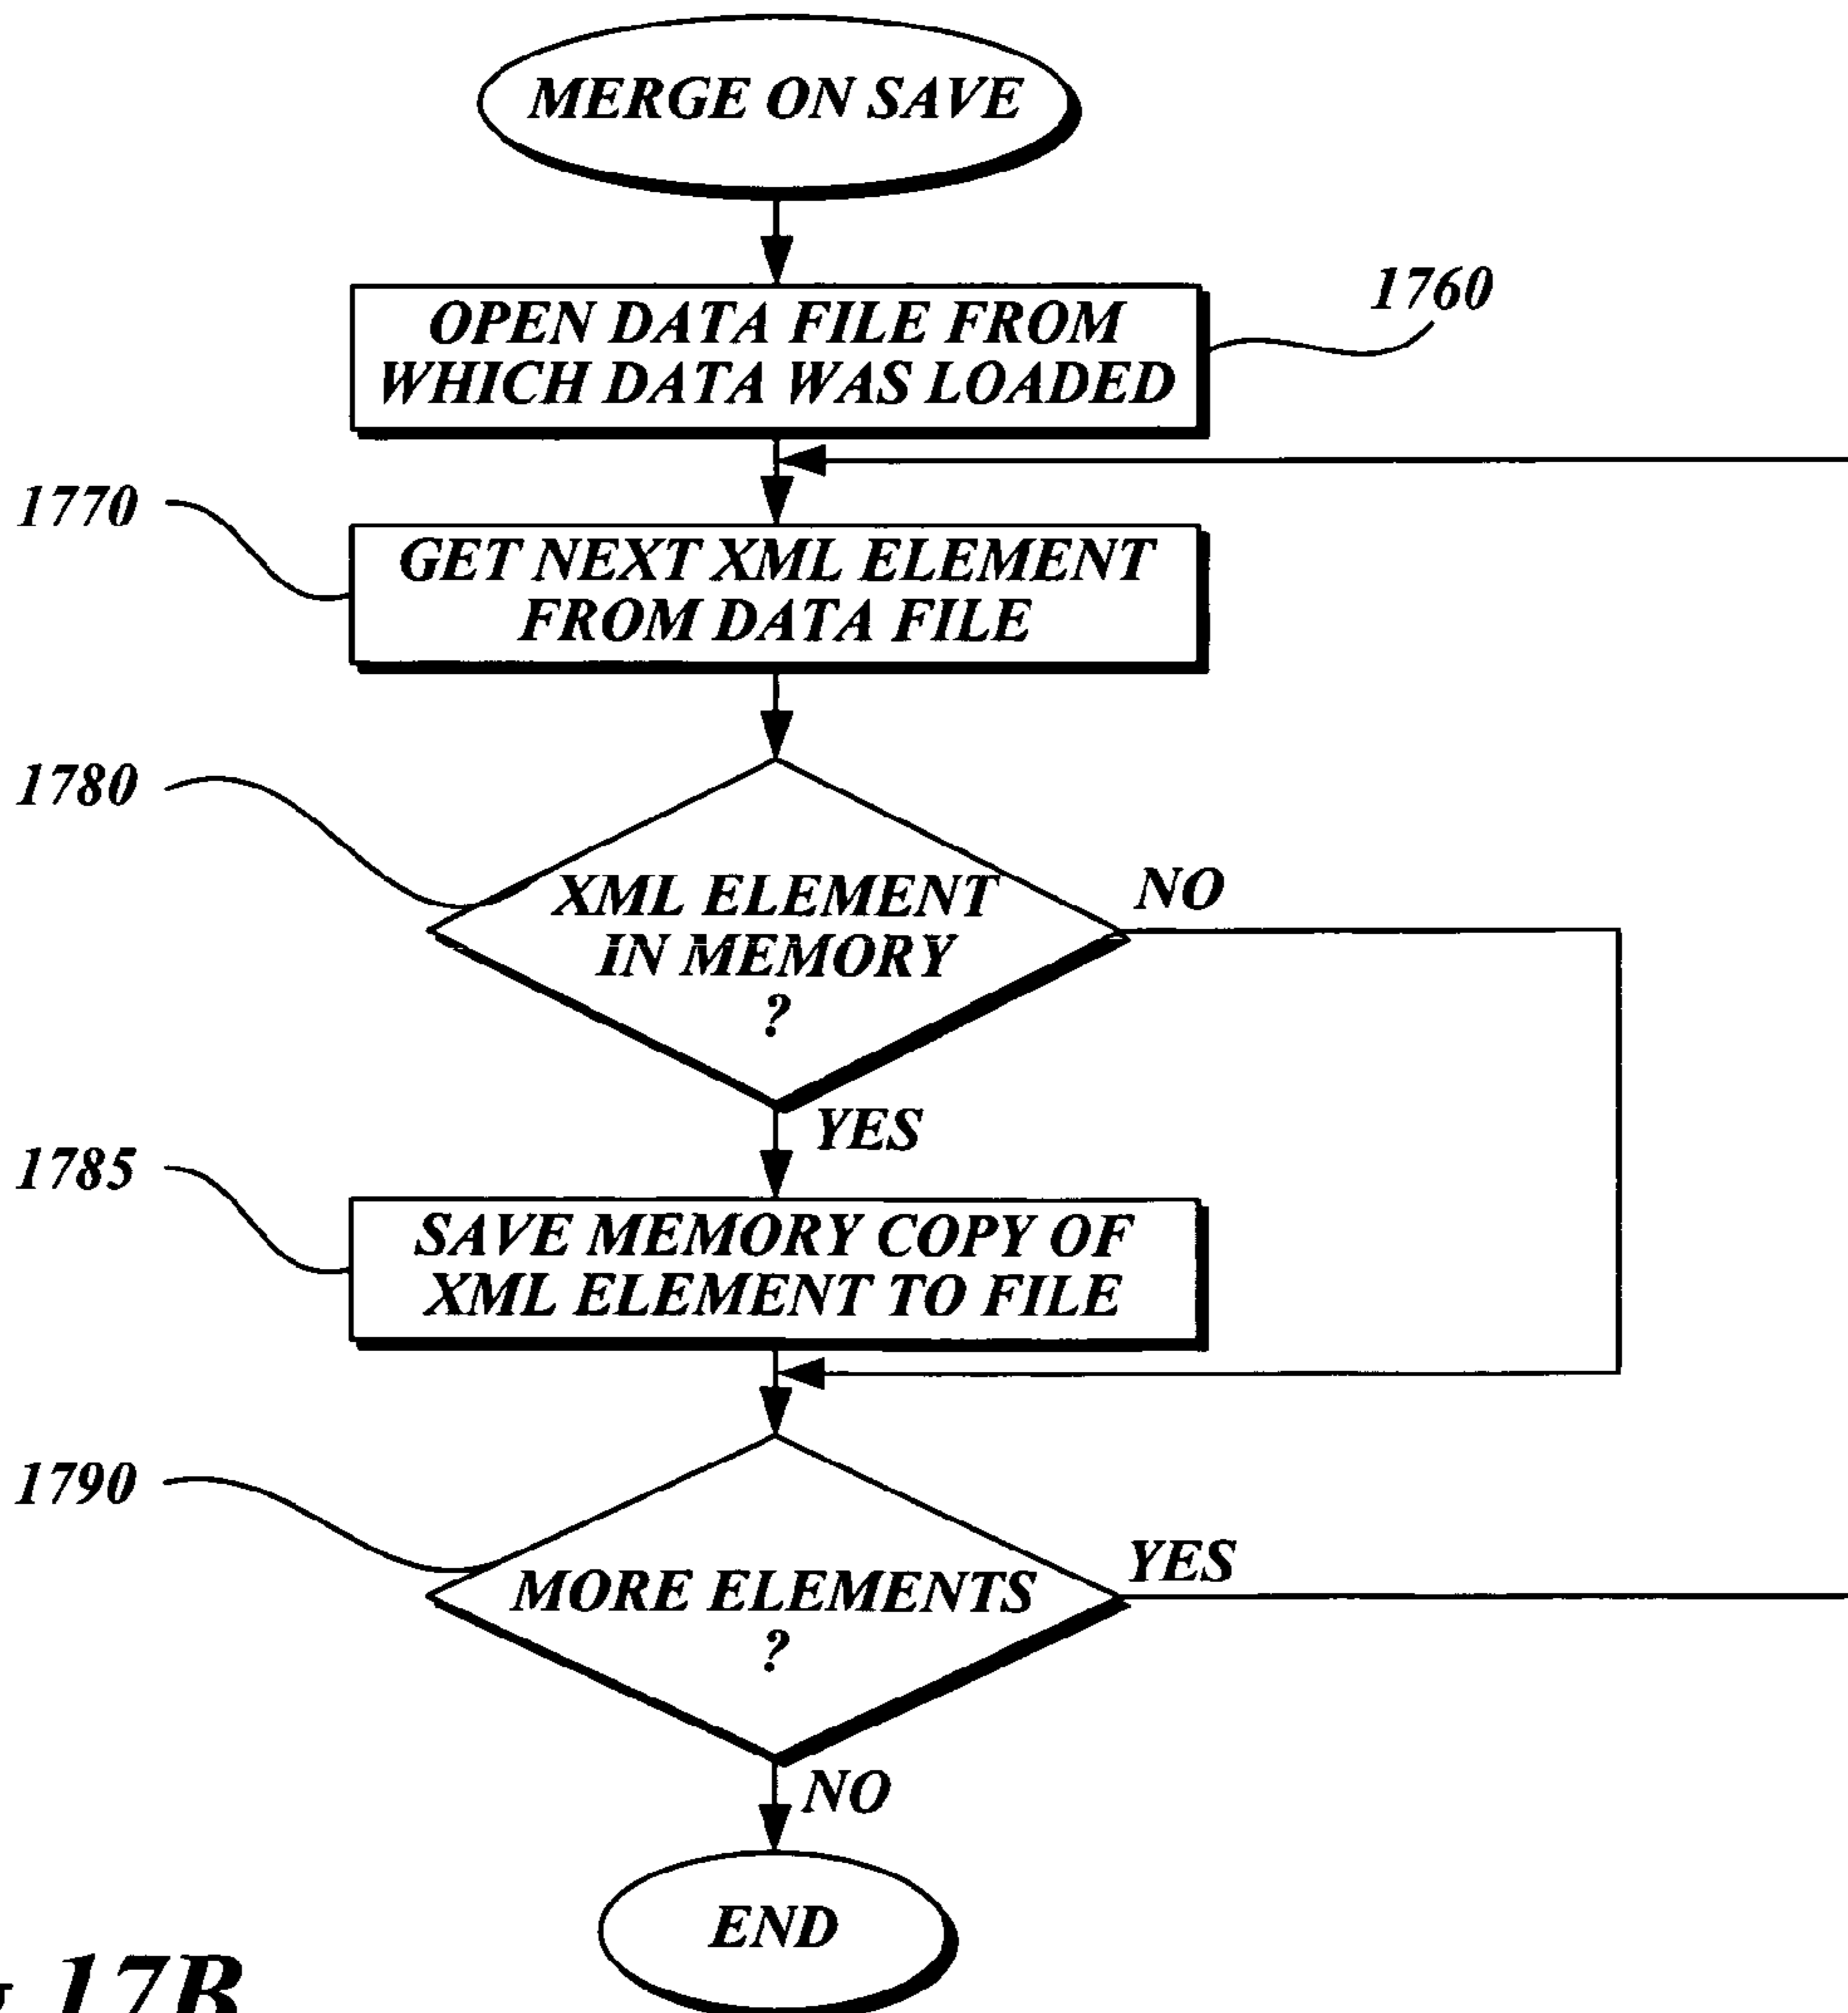 MERGE ON SAVE
OPEN DATA FILE FROM
WHICH DATA WAS LOADED
1760
1770
GET NEXT XML ELEMENT
FROM DATA FILE
1780
XML ELEMENT
IN MEMORY
?
NO
YES
1785
SAVE MEMORY COPY OF
XML ELEMENT TO FILE
1790
MORE ELEMENTS
?
YES
NO
END
17B